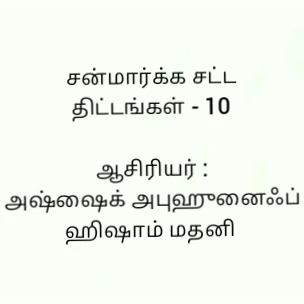 சன்மார்க்க சட்ட
திட்டங்கள் - 10
ஆசிரியர் :
அஷ்ஷைக் அபுஹுனைஃப்
ஹிஷாம் மதனி